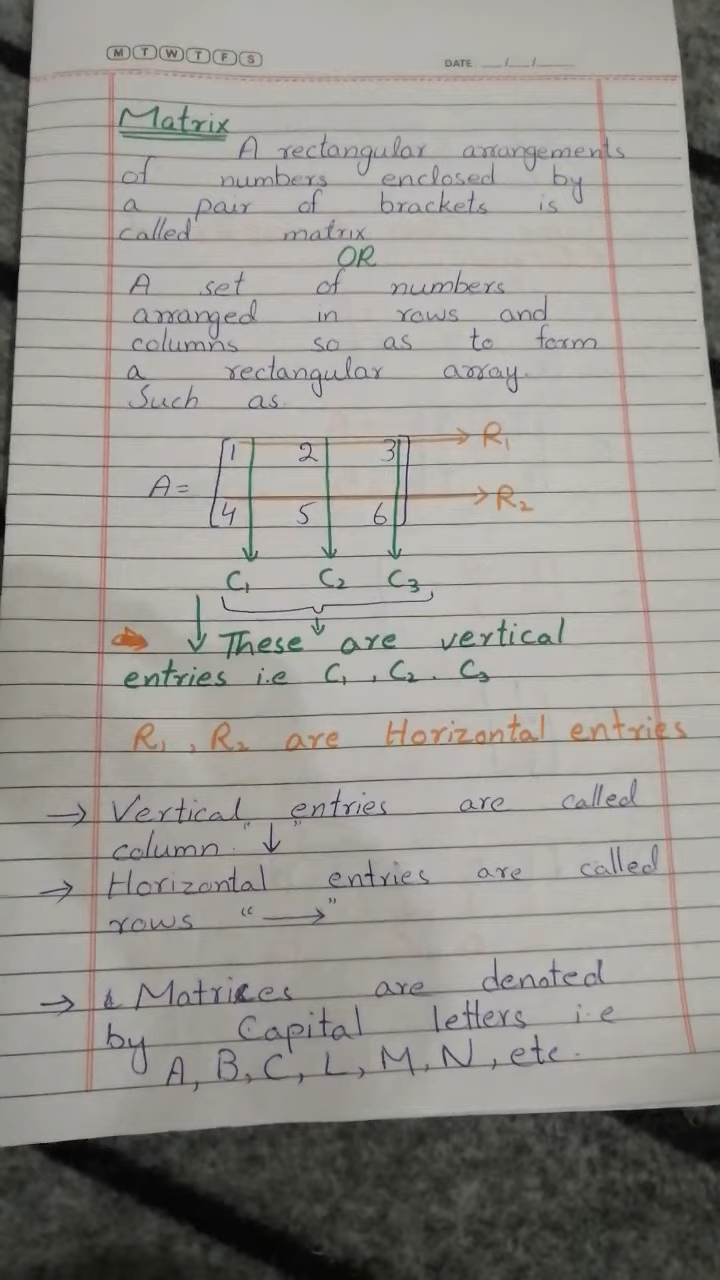 M T W T F S
DATE __/__/____
Matrix
A rectangular arrangements
of numbers enclosed by
a pair of brackets is
called matrix
OR
A set of numbers
arranged in rows and
columns so as to form
a rectangular array.
Such as
1 2 3 → R₁
A =
4 5 6 → R₂
C₁ C₂ C₃
↓ These are vertical
entries i.e C₁, C₂. C₃
R₁, R₂ are Horizontal entries
→ Vertical entries are called
column "↓"
→ Horizontal entries are called
rows "→"
→ Matrices are denoted
by Capital letters i.e
A, B, C, L, M, N, etc.